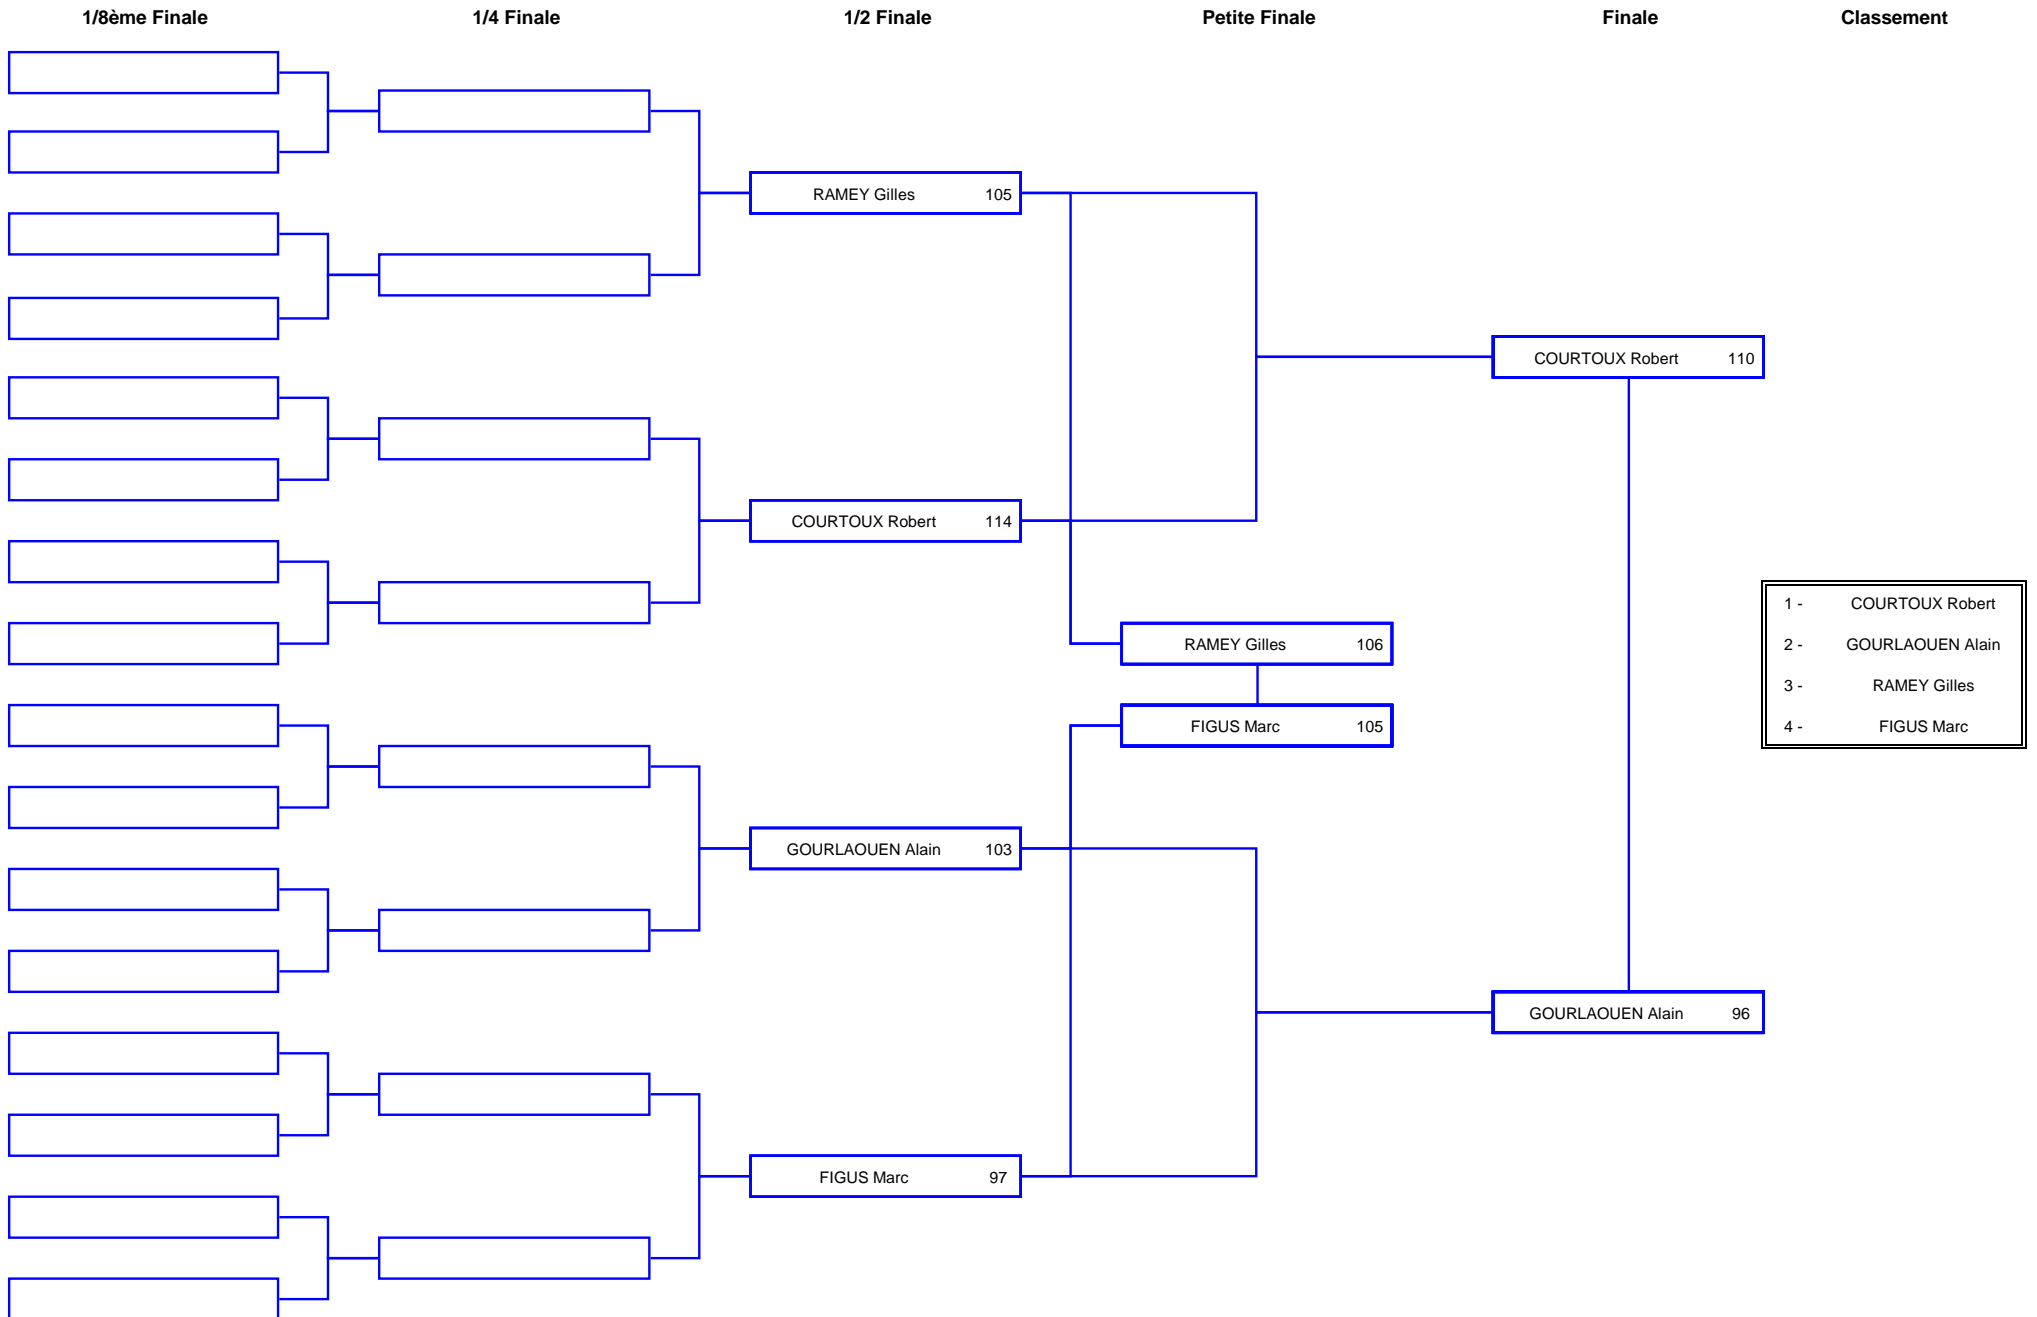 1/8ème Finale 1/4 Finale 1/2 Finale Petite Finale Finale Classement
RAMEY Gilles 105
COURTOUX Robert 110
COURTOUX Robert 114
1 - COURTOUX Robert
RAMEY Gilles 106
2 - GOURLAOUEN Alain
3 - RAMEY Gilles
FIGUS Marc 105
4 - FIGUS Marc
GOURLAOUEN Alain 103
GOURLAOUEN Alain 96
FIGUS Marc 97